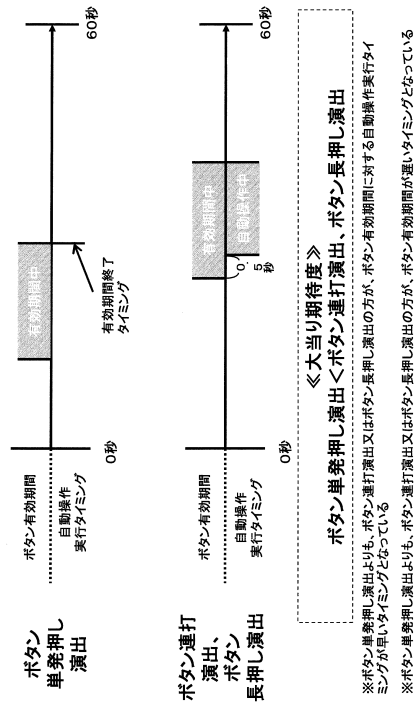 ボタン
単発押し
演出
ボタン有効期間
自動操作
実行タイミング
0秒
有効期間中
有効期間終了
タイミング
60秒
ボタン連打
演出、
ボタン
長押し演出
ボタン有効期間
自動操作
実行タイミング
0秒
0.5
秒
有効期間中
自動操作中
60秒
≪大当り期待度≫
ボタン単発押し演出<ボタン連打演出、ボタン長押し演出
※ボタン単発押し演出よりも、ボタン連打演出又はボタン長押し演出の方が、ボタン有効期間に対する自動操作実行タイ
ミングが早いタイミングとなっている
※ボタン単発押し演出よりも、ボタン連打演出又はボタン長押し演出の方が、ボタン有効期間が遅いタイミングとなっている